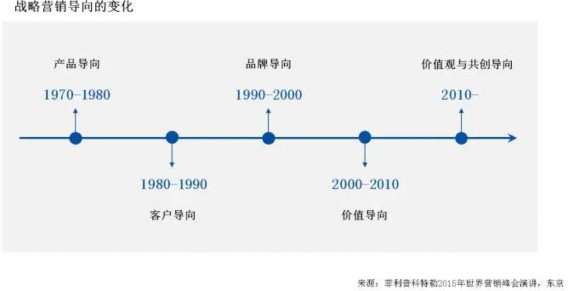 战略营销导向的变化
产品导向
1970-1980
1980-1990
客户导向
品牌导向
1990-2000
2000-2010
价值导向
价值观与共创导向
2010-
来源：菲利普科特勒2015年世界营销峰会演讲，东京